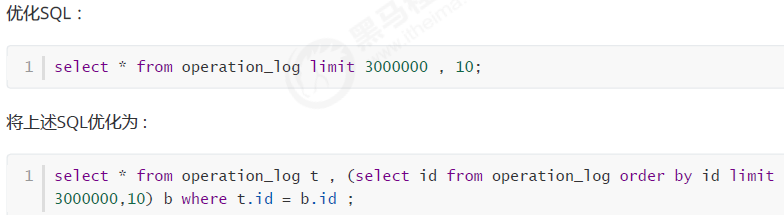 优化SQL：
1 select * from operation_log limit 3000000 , 10;
将上述SQL优化为：
1 select * from operation_log t , (select id from operation_log order by id limit
3000000,10) b where t.id = b.id ;